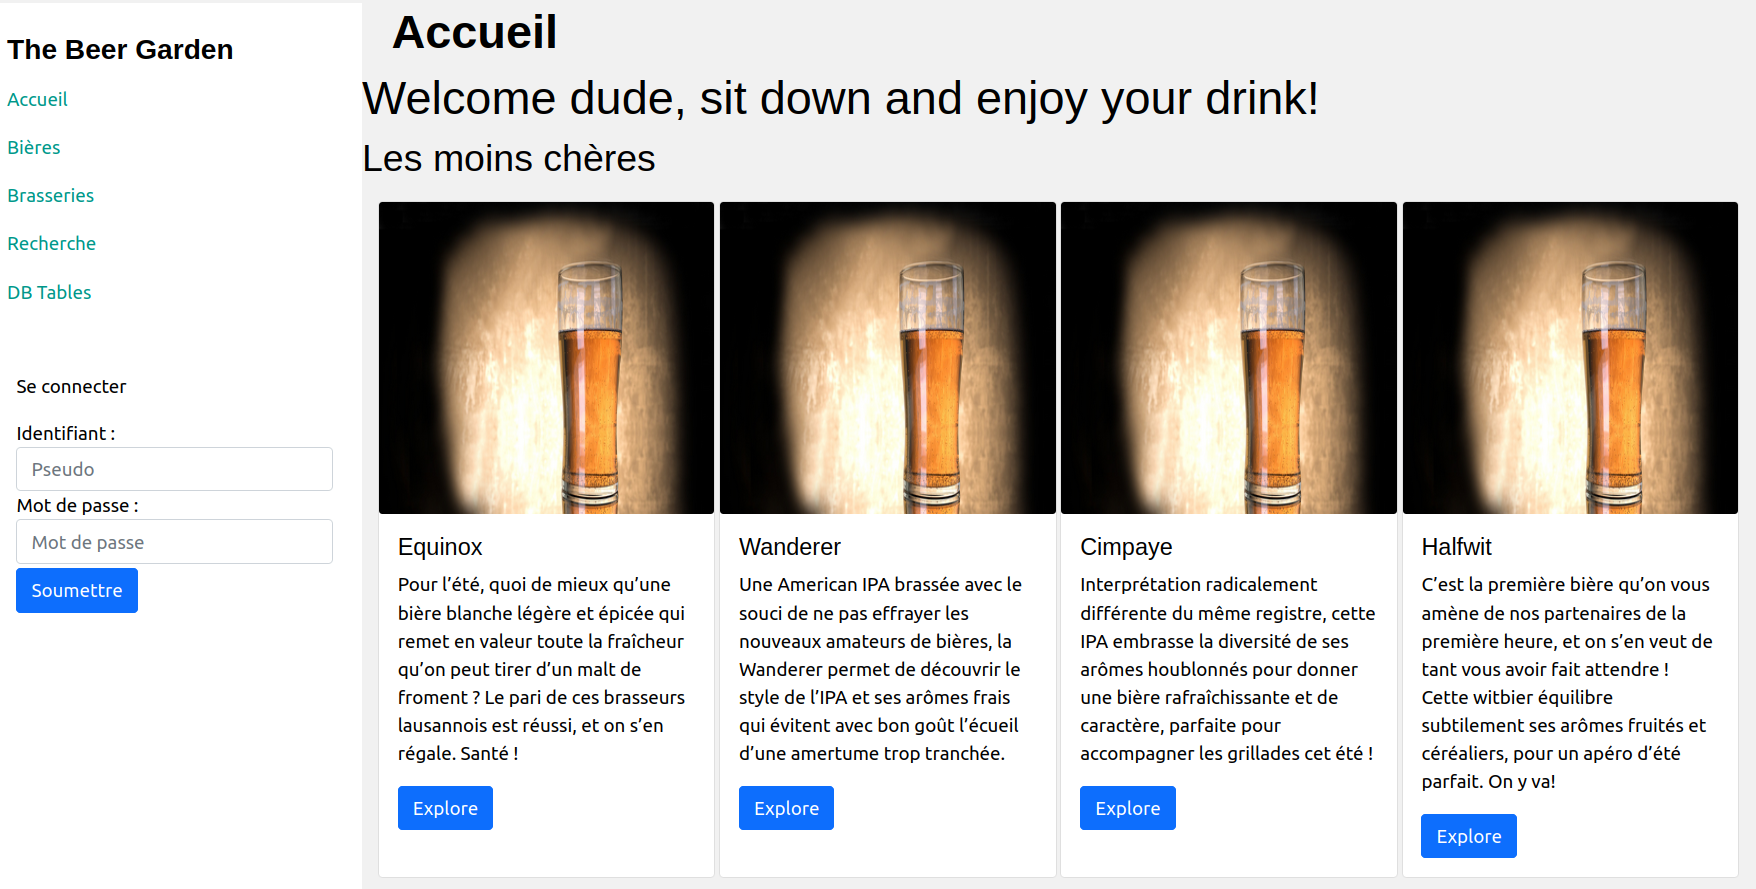 The Beer Garden
Accueil
Bières
Brasseries
Recherche
DB Tables
Se connecter
Identifiant :
Pseudo
Mot de passe :
Mot de passe
Soumettre
Accueil
Welcome dude, sit down and enjoy your drink!
Les moins chères
Equinox
Pour l’été, quoi de mieux qu’une
bière blanche légère et épicée qui
remet en valeur toute la fraîcheur
qu’on peut tirer d’un malt de
froment ? Le pari de ces brasseurs
lausannois est réussi, et on s’en
régale. Santé !
Explore
Wanderer
Une American IPA brassée avec le
souci de ne pas effrayer les
nouveaux amateurs de bières, la
Wanderer permet de découvrir le
style de l’IPA et ses arômes frais
qui évitent avec bon goût l’écueil
d’une amertume trop tranchée.
Explore
Cimpaye
Interprétation radicalement
différente du même registre, cette
IPA embrasse la diversité de ses
arômes houblonnés pour donner
une bière rafraîchissante et de
caractère, parfaite pour
accompagner les grillades cet été !
Explore
Halfwit
C’est la première bière qu’on vous
amène de nos partenaires de la
première heure, et on s’en veut de
tant vous avoir fait attendre !
Cette witbier équilibre
subtilement ses arômes fruités et
céréaliers, pour un apéro d’été
parfait. On y va!
Explore